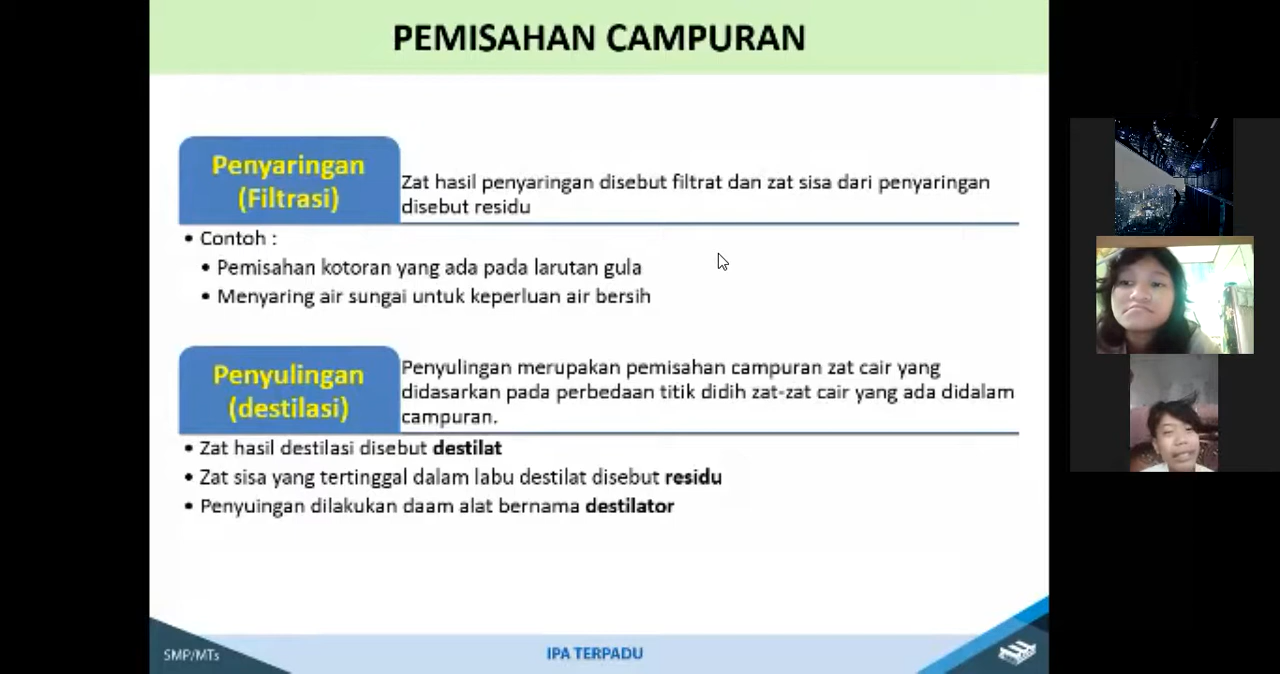 PEMISAHAN CAMPURAN
Penyaringan
(Filtrasi)
Zat hasil penyaringan disebut filtrat dan zat sisa dari penyaringan
disebut residu
• Contoh :
• Pemisahan kotoran yang ada pada larutan gula
• Menyaring air sungai untuk keperluan air bersih
Penyulingan
(destilasi)
Penyulingan merupakan pemisahan campuran zat cair yang
didasarkan pada perbedaan titik didih zat-zat cair yang ada didalam
campuran.
• Zat hasil destilasi disebut destilat
• Zat sisa yang tertinggal dalam labu destilat disebut residu
• Penyuingan dilakukan daam alat bernama destilator
SMP/MTs
IPA TERPADU